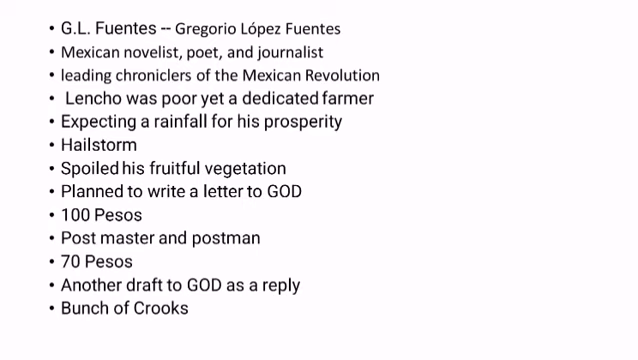 • G.L. Fuentes -- Gregorio López Fuentes
• Mexican novelist, poet, and journalist
• leading chroniclers of the Mexican Revolution
• Lencho was poor yet a dedicated farmer
• Expecting a rainfall for his prosperity
• Hailstorm
• Spoiled his fruitful vegetation
• Planned to write a letter to GOD
• 100 Pesos
• Post master and postman
• 70 Pesos
• Another draft to GOD as a reply
• Bunch of Crooks